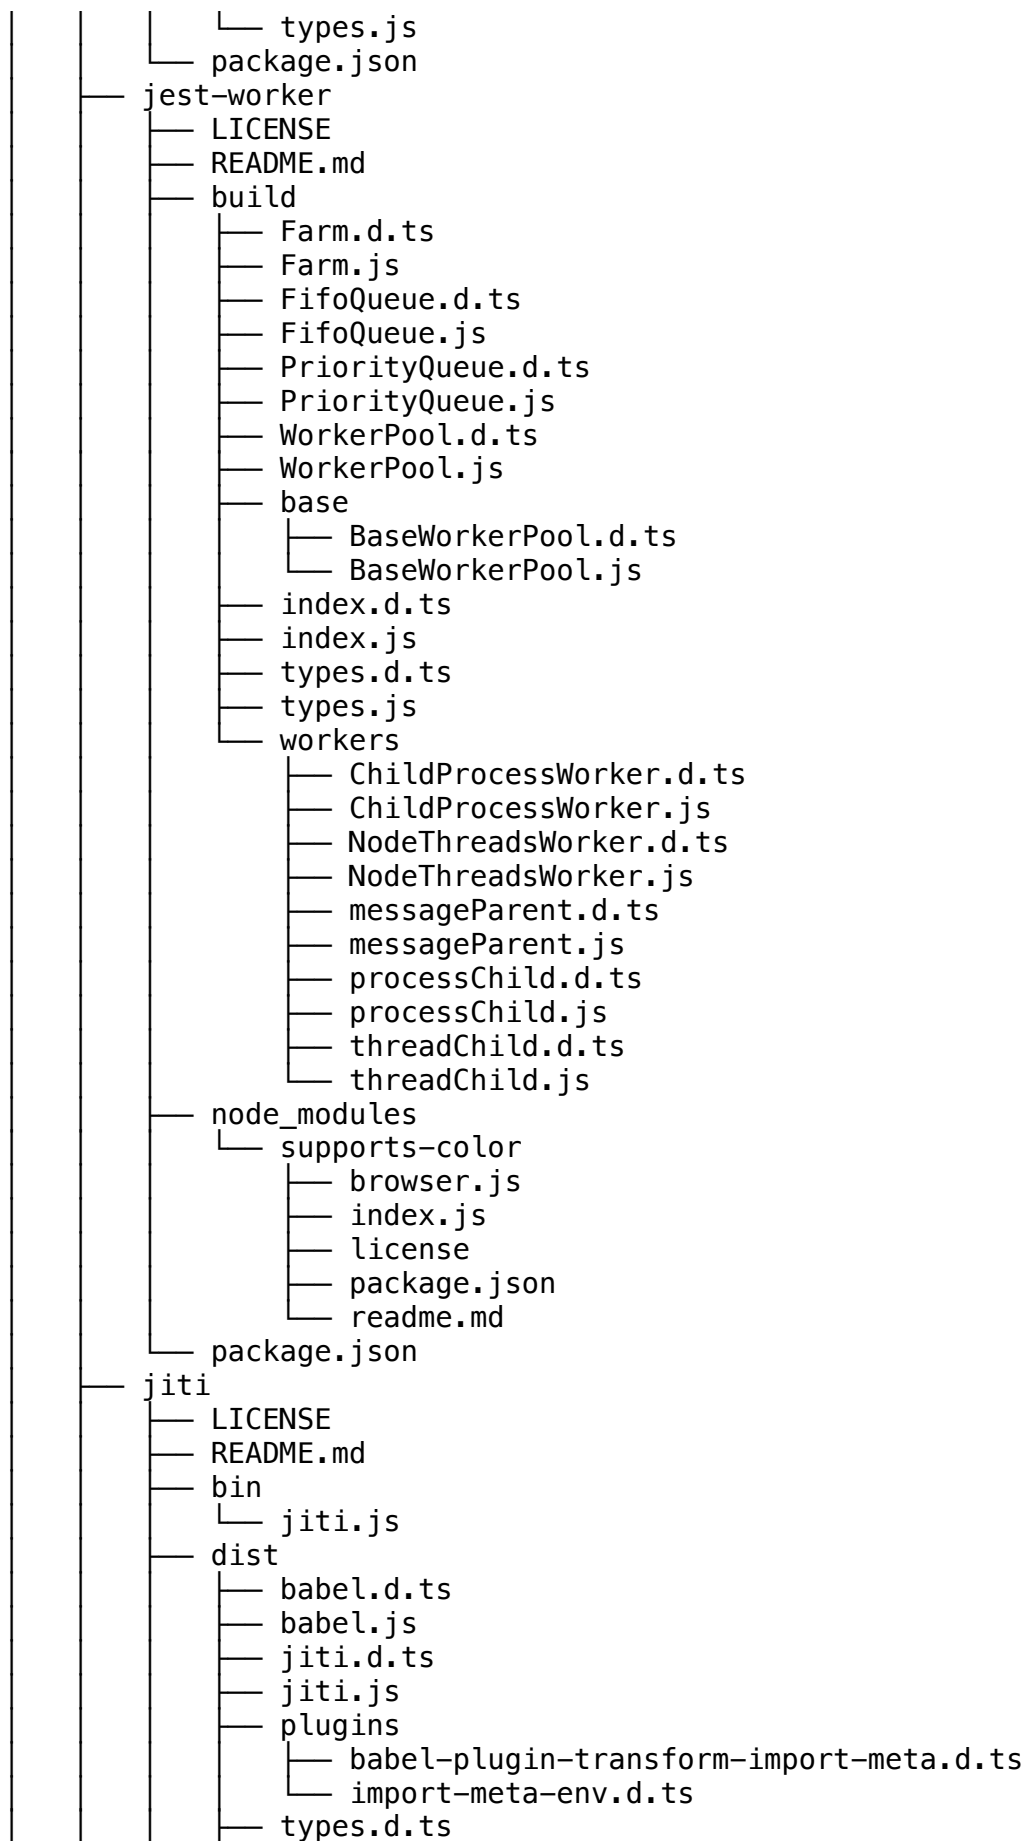 │   │   │   └── types.js
│   │   └── package.json
│   ├── jest-worker
│   │   ├── LICENSE
│   │   ├── README.md
│   │   ├── build
│   │   │   ├── Farm.d.ts
│   │   │   ├── Farm.js
│   │   │   ├── FifoQueue.d.ts
│   │   │   ├── FifoQueue.js
│   │   │   ├── PriorityQueue.d.ts
│   │   │   ├── PriorityQueue.js
│   │   │   ├── WorkerPool.d.ts
│   │   │   ├── WorkerPool.js
│   │   │   ├── base
│   │   │   │   ├── BaseWorkerPool.d.ts
│   │   │   │   └── BaseWorkerPool.js
│   │   │   ├── index.d.ts
│   │   │   ├── index.js
│   │   │   ├── types.d.ts
│   │   │   ├── types.js
│   │   │   └── workers
│   │   │       ├── ChildProcessWorker.d.ts
│   │   │       ├── ChildProcessWorker.js
│   │   │       ├── NodeThreadsWorker.d.ts
│   │   │       ├── NodeThreadsWorker.js
│   │   │       ├── messageParent.d.ts
│   │   │       ├── messageParent.js
│   │   │       ├── processChild.d.ts
│   │   │       ├── processChild.js
│   │   │       ├── threadChild.d.ts
│   │   │       └── threadChild.js
│   │   ├── node_modules
│   │   │   └── supports-color
│   │   │       ├── browser.js
│   │   │       ├── index.js
│   │   │       ├── license
│   │   │       ├── package.json
│   │   │       └── readme.md
│   │   └── package.json
│   ├── jiti
│   │   ├── LICENSE
│   │   ├── README.md
│   │   ├── bin
│   │   │   └── jiti.js
│   │   ├── dist
│   │   │   ├── babel.d.ts
│   │   │   ├── babel.js
│   │   │   ├── jiti.d.ts
│   │   │   ├── jiti.js
│   │   │   ├── plugins
│   │   │   │   ├── babel-plugin-transform-import-meta.d.ts
│   │   │   │   └── import-meta-env.d.ts
│   │   │   ├── types.d.ts